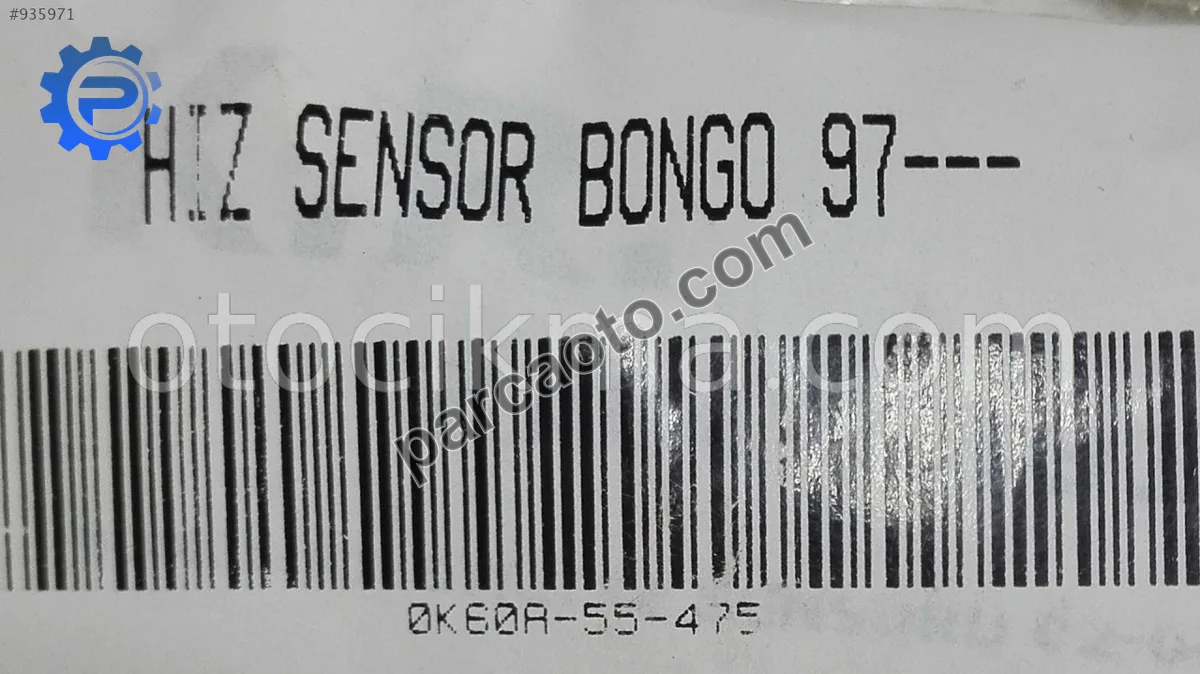 #935971
HIZ SENSOR BONGO 97---
otocikma.com
parcaoto.com
0K60A-55-475